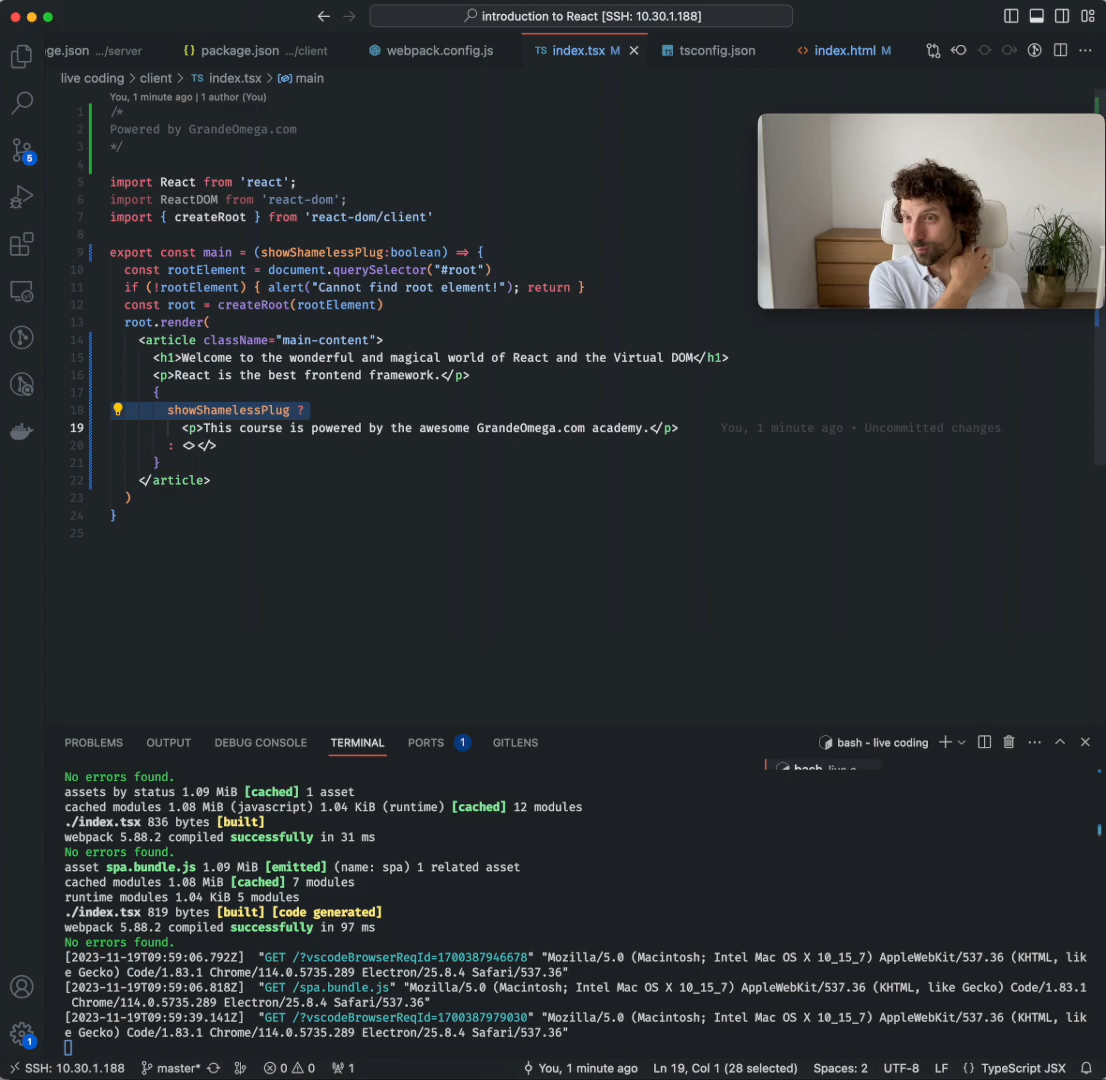 introduction to React [SSH: 10.30.1.188]
ge.json .../server
{} package.json .../client
webpack.config.js
TS index.tsx M
tsconfig.json
<> index.html M
live coding > client > TS index.tsx > main
You, 1 minute ago | 1 author (You)
1 /*
2 Powered by GrandeOmega.com
3 */
4
5 import React from 'react';
6 import ReactDOM from 'react-dom';
7 import { createRoot } from 'react-dom/client'
8
9 export const main = (showShamelessPlug:boolean) => {
10 const rootElement = document.querySelector("#root")
11 if (!rootElement) { alert("Cannot find root element!"); return }
12 const root = createRoot(rootElement)
13 root.render(
14 <article className="main-content">
15 <h1>Welcome to the wonderful and magical world of React and the Virtual DOM</h1>
16 <p>React is the best frontend framework.</p>
17 {
18 showShamelessPlug ?
19 <p>This course is powered by the awesome GrandeOmega.com academy.</p> You, 1 minute ago • Uncommitted changes
20 : <></>
21 }
22 </article>
23 )
24 }
25
5
PROBLEMS OUTPUT DEBUG CONSOLE TERMINAL PORTS 1 GITLENS
bash - live coding
No errors found.
assets by status 1.09 MiB [cached] 1 asset
cached modules 1.08 MiB (javascript) 1.04 KiB (runtime) [cached] 12 modules
./index.tsx 836 bytes [built]
webpack 5.88.2 compiled successfully in 31 ms
No errors found.
asset spa.bundle.js 1.09 MiB [emitted] (name: spa) 1 related asset
cached modules 1.08 MiB [cached] 7 modules
runtime modules 1.04 KiB 5 modules
./index.tsx 819 bytes [built] [code generated]
webpack 5.88.2 compiled successfully in 97 ms
No errors found.
[2023-11-19T09:59:06.792Z] "GET /?vscodeBrowserReqId=1700387946678" "Mozilla/5.0 (Macintosh; Intel Mac OS X 10_15_7) AppleWebKit/537.36 (KHTML, lik
e Gecko) Code/1.83.1 Chrome/114.0.5735.289 Electron/25.8.4 Safari/537.36"
[2023-11-19T09:59:06.818Z] "GET /spa.bundle.js" "Mozilla/5.0 (Macintosh; Intel Mac OS X 10_15_7) AppleWebKit/537.36 (KHTML, like Gecko) Code/1.83.1
Chrome/114.0.5735.289 Electron/25.8.4 Safari/537.36"
[2023-11-19T09:59:39.141Z] "GET /?vscodeBrowserReqId=1700387979030" "Mozilla/5.0 (Macintosh; Intel Mac OS X 10_15_7) AppleWebKit/537.36 (KHTML, lik
e Gecko) Code/1.83.1 Chrome/114.0.5735.289 Electron/25.8.4 Safari/537.36"
1
SSH: 10.30.1.188 master* 0 0 1 You, 1 minute ago Ln 19, Col 1 (28 selected) Spaces: 2 UTF-8 LF {} TypeScript JSX